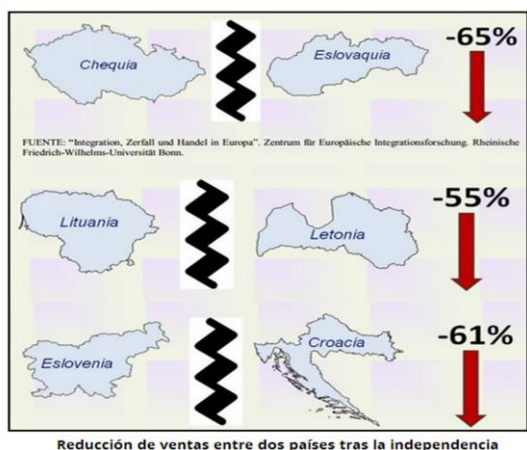 Chequia
Eslovaquia
-65%
FUENTE: "Integration, Zerfall und Handel in Europa". Zentrum für Europäische Integrationsforschung. Rheinische
Friedrich-Wilhelms-Universität Bonn.
Lituania
Letonia
-55%
Eslovenia
Croacia
-61%
Reducción de ventas entre dos países tras la independencia